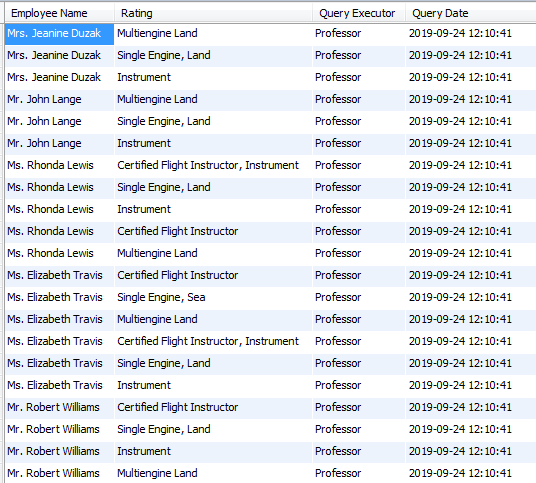 Employee Name Rating Query Executor Query Date
Mrs. Jeanine Duzak Multiengine Land Professor 2019-09-24 12:10:41
Mrs. Jeanine Duzak Single Engine, Land Professor 2019-09-24 12:10:41
Mrs. Jeanine Duzak Instrument Professor 2019-09-24 12:10:41
Mr. John Lange Multiengine Land Professor 2019-09-24 12:10:41
Mr. John Lange Single Engine, Land Professor 2019-09-24 12:10:41
Mr. John Lange Instrument Professor 2019-09-24 12:10:41
Ms. Rhonda Lewis Certified Flight Instructor, Instrument Professor 2019-09-24 12:10:41
Ms. Rhonda Lewis Single Engine, Land Professor 2019-09-24 12:10:41
Ms. Rhonda Lewis Instrument Professor 2019-09-24 12:10:41
Ms. Rhonda Lewis Certified Flight Instructor Professor 2019-09-24 12:10:41
Ms. Rhonda Lewis Multiengine Land Professor 2019-09-24 12:10:41
Ms. Elizabeth Travis Certified Flight Instructor Professor 2019-09-24 12:10:41
Ms. Elizabeth Travis Single Engine, Sea Professor 2019-09-24 12:10:41
Ms. Elizabeth Travis Multiengine Land Professor 2019-09-24 12:10:41
Ms. Elizabeth Travis Certified Flight Instructor, Instrument Professor 2019-09-24 12:10:41
Ms. Elizabeth Travis Single Engine, Land Professor 2019-09-24 12:10:41
Ms. Elizabeth Travis Instrument Professor 2019-09-24 12:10:41
Mr. Robert Williams Certified Flight Instructor Professor 2019-09-24 12:10:41
Mr. Robert Williams Single Engine, Land Professor 2019-09-24 12:10:41
Mr. Robert Williams Instrument Professor 2019-09-24 12:10:41
Mr. Robert Williams Multiengine Land Professor 2019-09-24 12:10:41